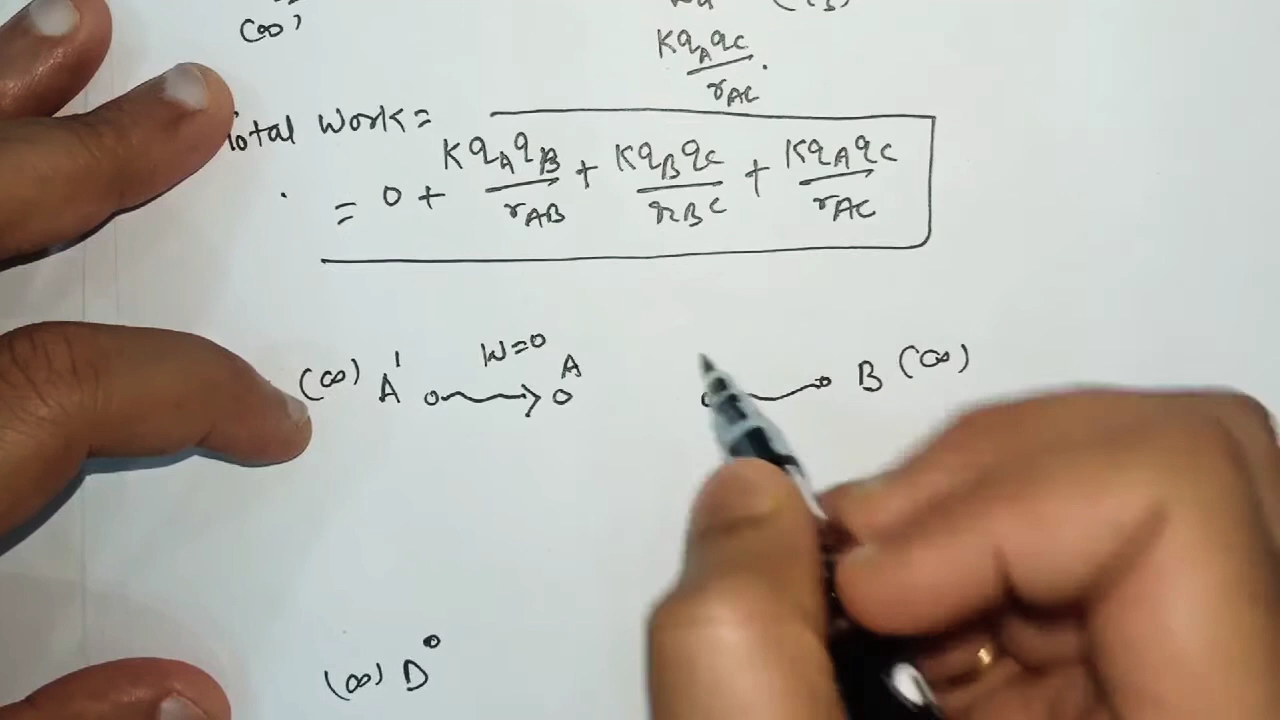 (∞)
Kq_A q_C
r_AC
Total Work =
= 0 + Kq_A q_B / r_AB + Kq_B q_C / r_BC + Kq_A q_C / r_AC
(∞) A' W=0 A B (∞)
(∞) D